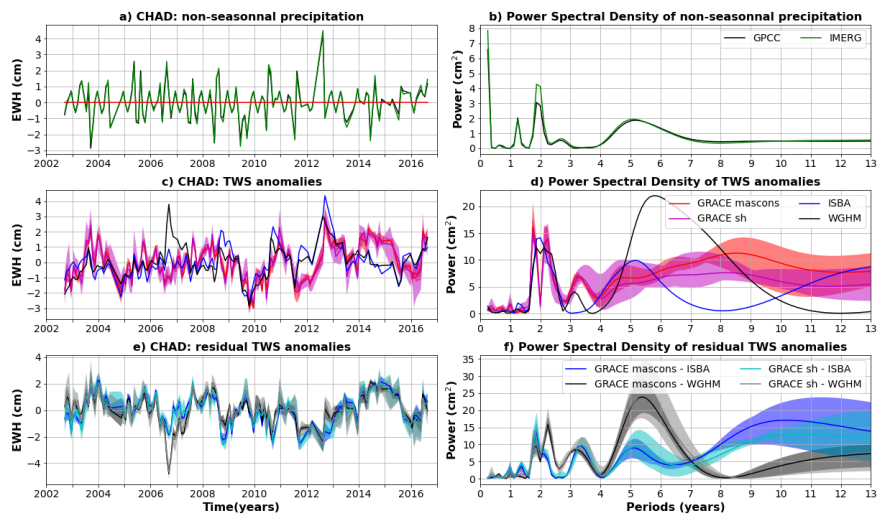 a) CHAD: non-seasonnal precipitation
b) Power Spectral Density of non-seasonnal precipitation
EWH (cm)
4
3
2
1
0
−1
−2
−3
2002 2004 2006 2008 2010 2012 2014 2016
Power (cm²)
8
7
6
5
4
3
2
1
0
GPCC IMERG
0 1 2 3 4 5 6 7 8 9 10 11 12 13
c) CHAD: TWS anomalies
d) Power Spectral Density of TWS anomalies
EWH (cm)
4
3
2
1
0
−1
−2
−3
2002 2004 2006 2008 2010 2012 2014 2016
Power (cm²)
20
15
10
5
0
GRACE mascons ISBA
GRACE sh WGHM
0 1 2 3 4 5 6 7 8 9 10 11 12 13
e) CHAD: residual TWS anomalies
f) Power Spectral Density of residual TWS anomalies
EWH (cm)
4
2
0
−2
−4
2002 2004 2006 2008 2010 2012 2014 2016
Time(years)
Power (cm²)
35
30
25
20
15
10
5
0
GRACE mascons - ISBA GRACE sh - ISBA
GRACE mascons - WGHM GRACE sh - WGHM
0 1 2 3 4 5 6 7 8 9 10 11 12 13
Periods (years)